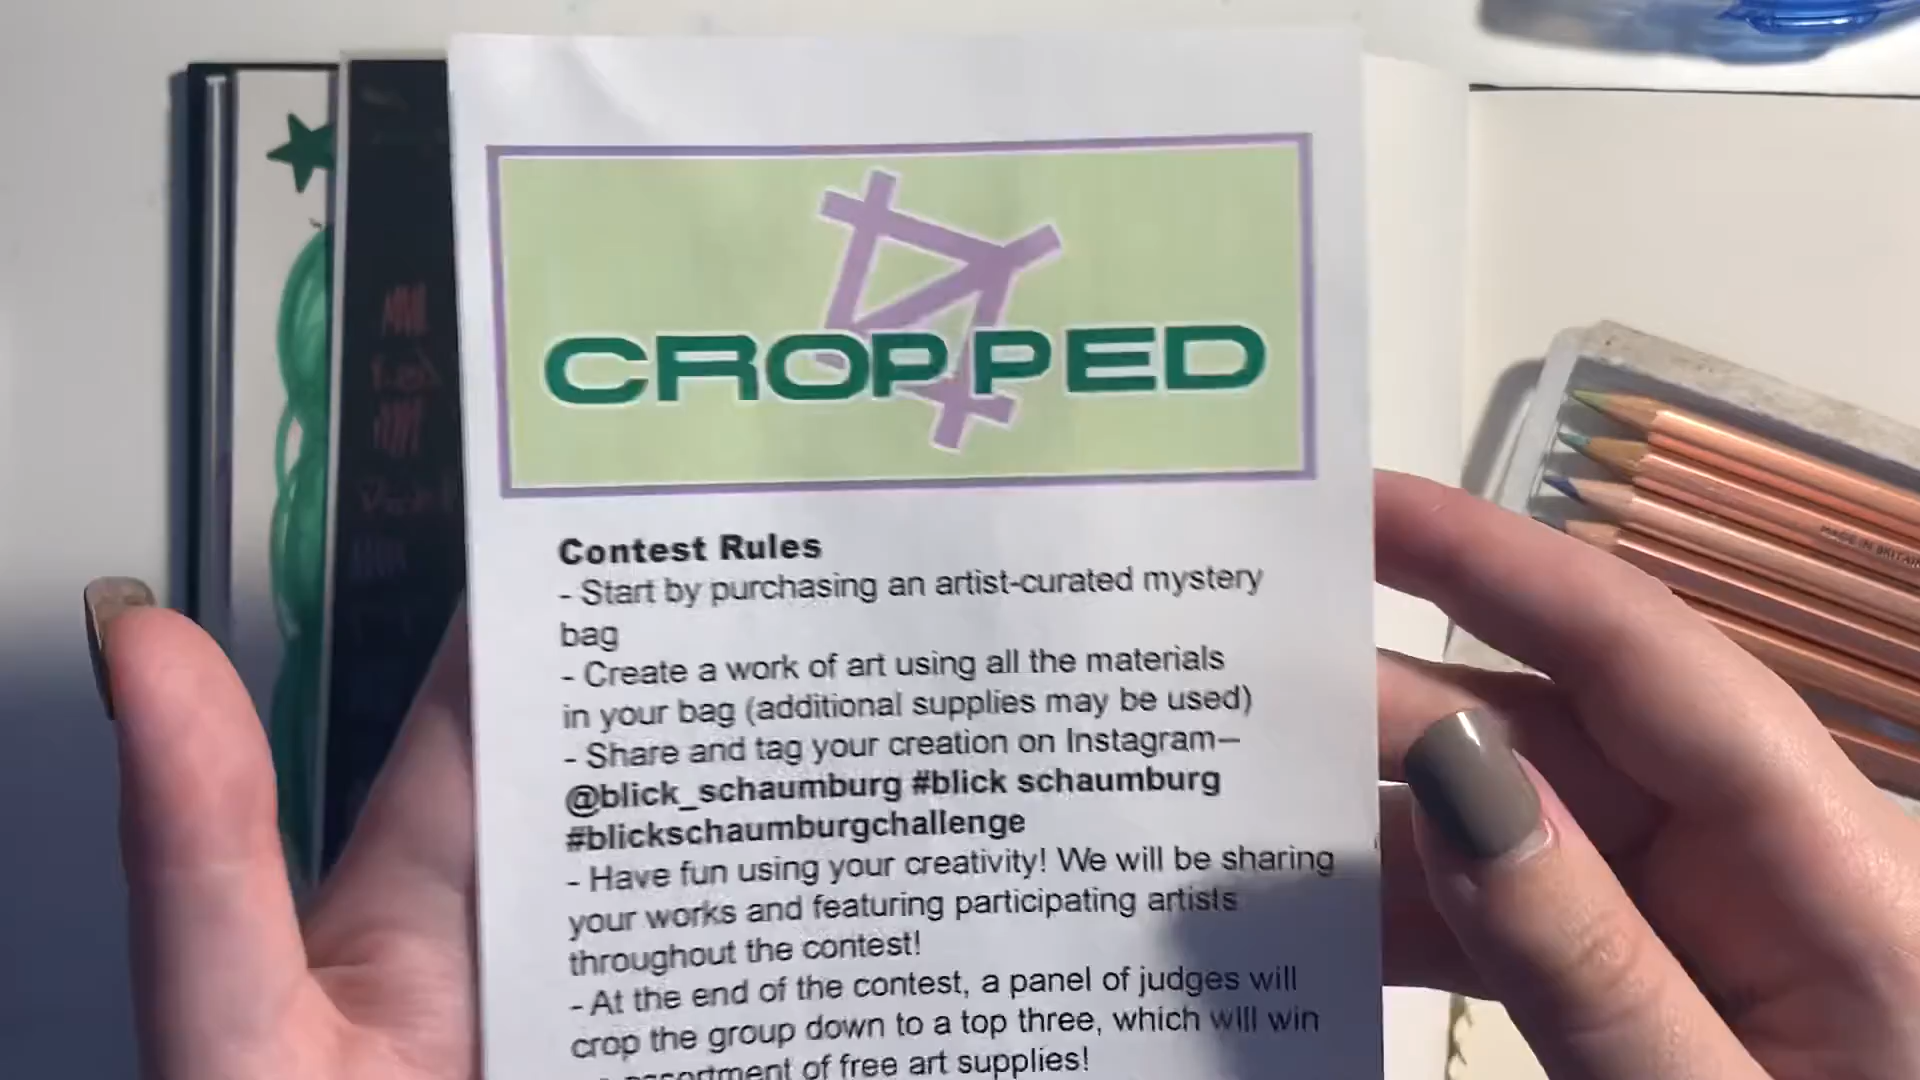 CROPPED
Contest Rules
- Start by purchasing an artist-curated mystery
bag
- Create a work of art using all the materials
in your bag (additional supplies may be used)
- Share and tag your creation on Instagram—
@blick_schaumburg #blick schaumburg
#blickschaumburgchallenge
- Have fun using your creativity! We will be sharing
your works and featuring participating artists
throughout the contest!
- At the end of the contest, a panel of judges will
crop the group down to a top three, which will win
assortment of free art supplies!
MADE IN BRITAIN